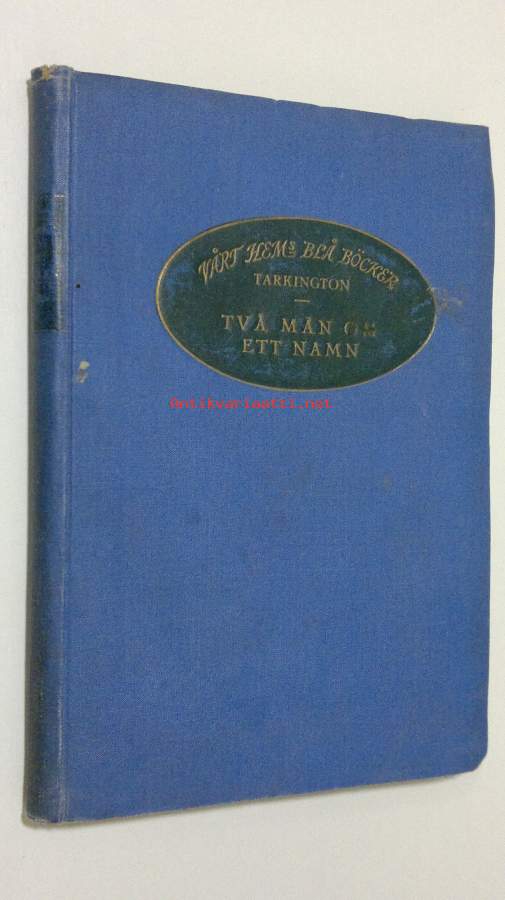 VÅRT HEMS BLÅ BÖCKER
TARKINGTON
TVÅ MÄN OM
ETT NAMN
Antikvariaatti.net